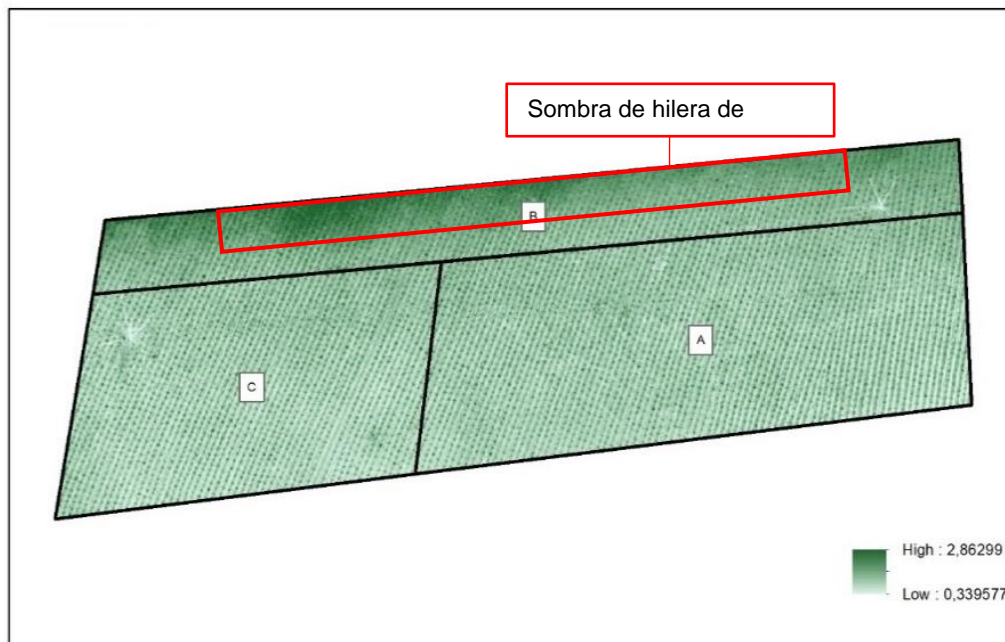 Sombra de hilera de
B
A
C
High : 2,86299
Low : 0,339577